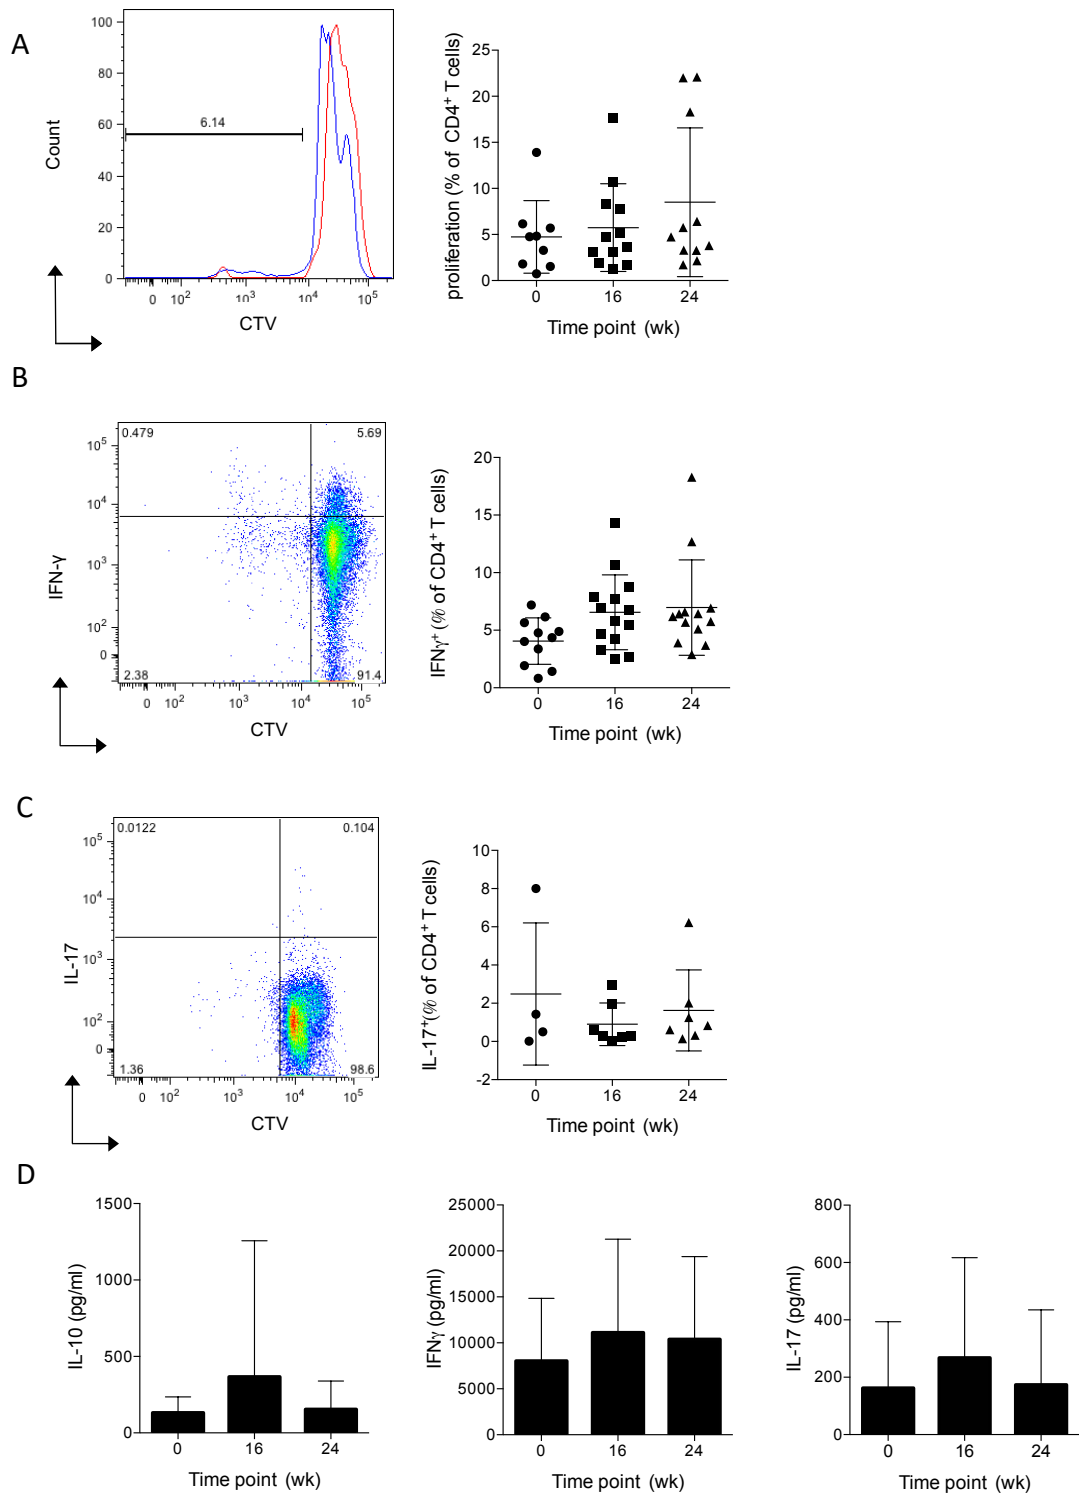 A
100
80
60
40
20
0
Count
6.14
0 10² 10³ 10⁴ 10⁵
CTV
25
20
15
10
5
0
proliferation (% of CD4⁺ T cells)
0 16 24
Time point (wk)
B
0.479 5.69
10⁵
10⁴
10³
10²
0
IFN-γ
2.38 91.4
0 10² 10³ 10⁴ 10⁵
CTV
20
15
10
5
0
IFNγ⁺ (% of CD4⁺ T cells)
0 16 24
Time point (wk)
C
0.0122 0.104
10⁵
10⁴
10³
10²
0
IL-17
1.36 98.6
0 10² 10³ 10⁴ 10⁵
CTV
10
8
6
4
2
0
-2
IL-17⁺(% of CD4⁺ T cells)
0 16 24
Time point (wk)
D
1500
1000
500
0
IL-10 (pg/ml)
0 16 24
Time point (wk)
25000
20000
15000
10000
5000
0
IFNγ (pg/ml)
0 16 24
Time point (wk)
800
600
400
200
0
IL-17 (pg/ml)
0 16 24
Time point (wk)